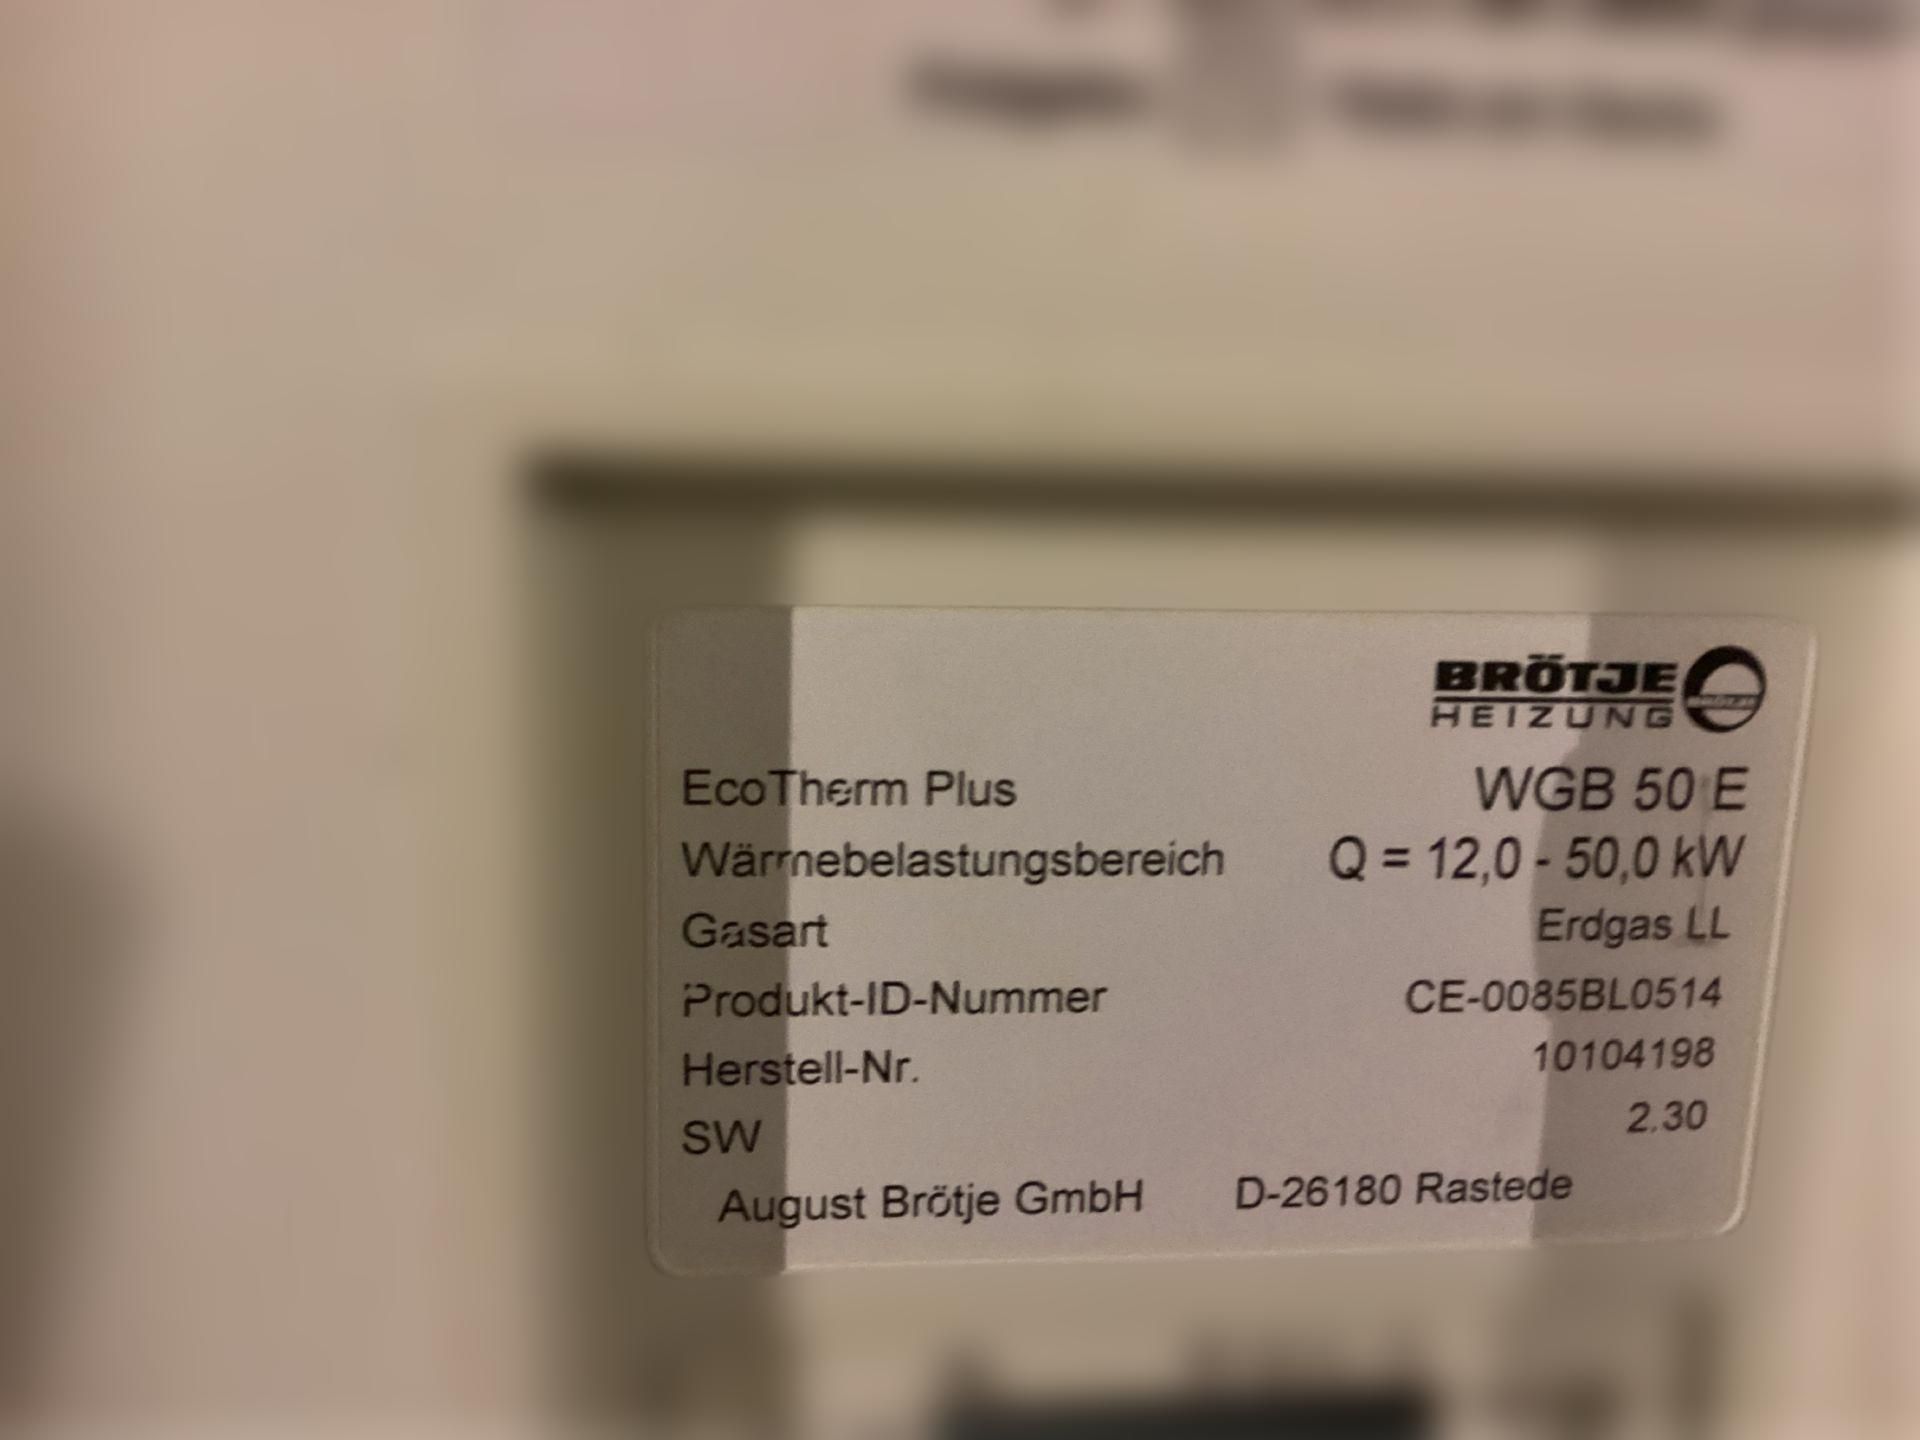 BRÖTJE
HEIZUNG
EcoTherm Plus WGB 50 E
Wärmebelastungsbereich Q = 12,0 - 50,0 kW
Gasart Erdgas LL
Produkt-ID-Nummer CE-0085BL0514
Herstell-Nr. 10104198
SW 2.30
August Brötje GmbH D-26180 Rastede